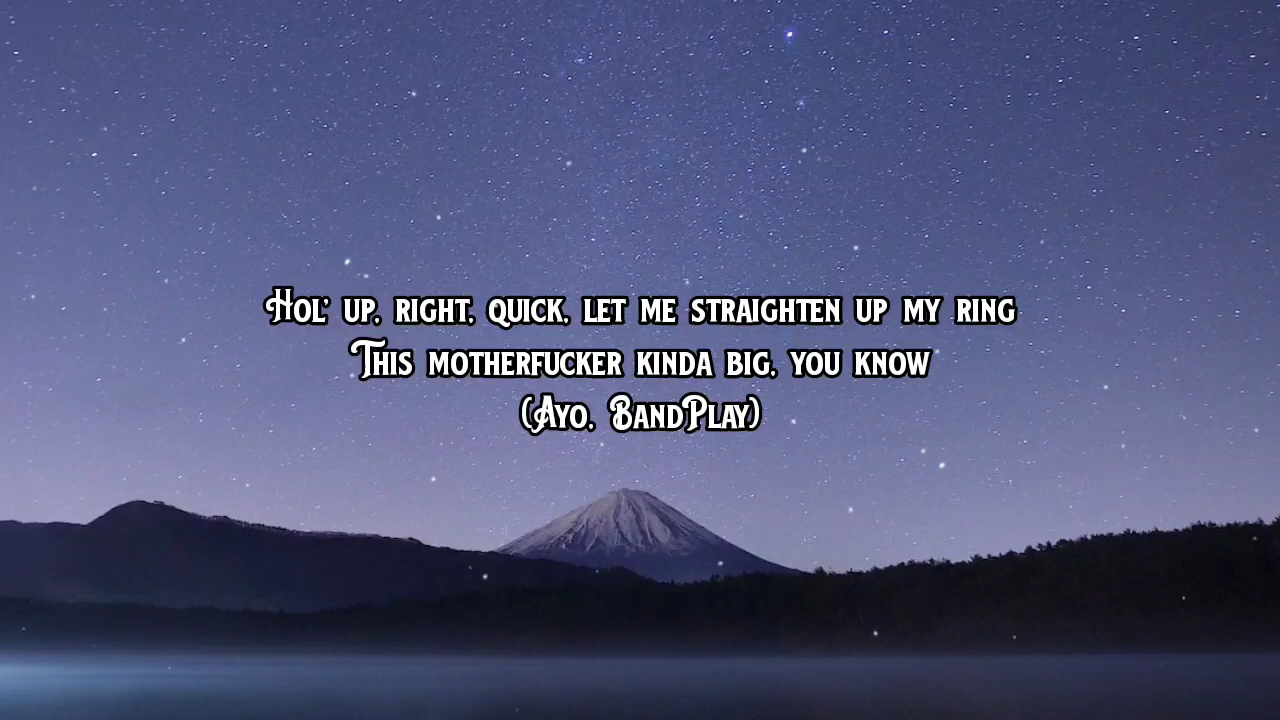 Hol' up, right, quick, let me straighten up my ring
This motherfucker kinda big, you know
(Ayo, BandPlay)